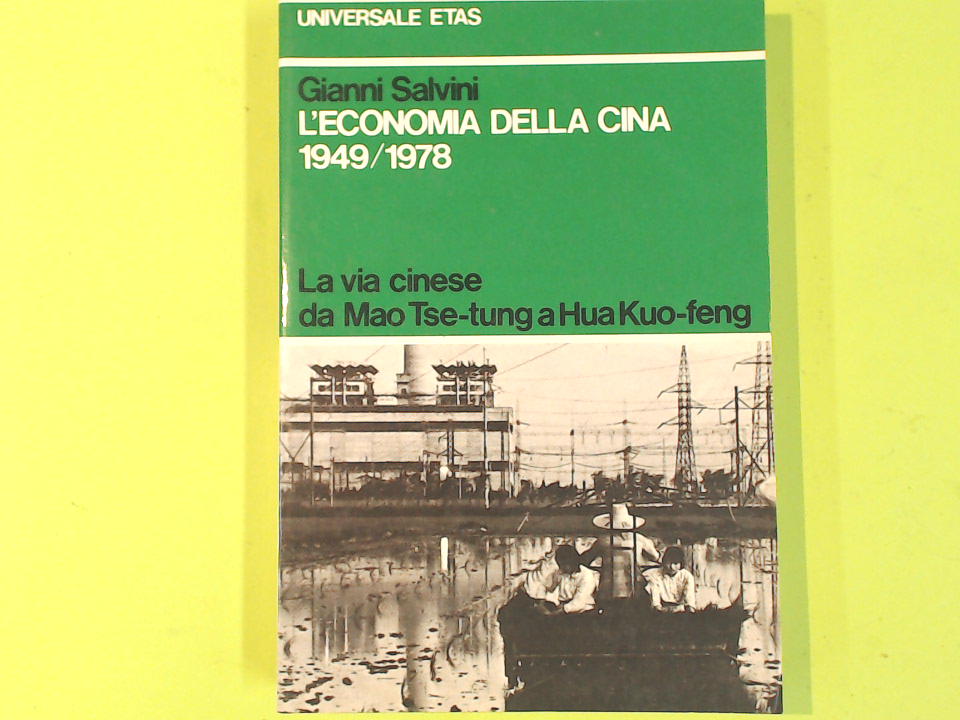 UNIVERSALE ETAS
Gianni Salvini
L'ECONOMIA DELLA CINA
1949/1978
La via cinese
da Mao Tse-tung a Hua Kuo-feng